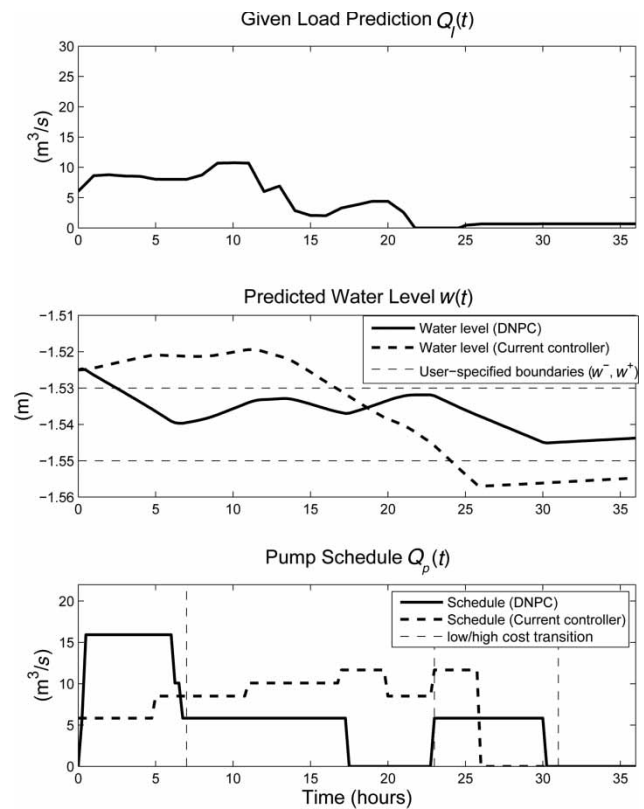 Given Load Prediction Q_l(t)
30
25
20
15
10
5
0
(m³/s)
0 5 10 15 20 25 30 35
Predicted Water Level w(t)
−1.51
−1.52
−1.53
−1.54
−1.55
−1.56
(m)
Water level (DNPC)
Water level (Current controller)
User−specified boundaries (w⁻, w⁺)
0 5 10 15 20 25 30 35
Pump Schedule Q_p(t)
20
15
10
5
0
(m³/s)
Schedule (DNPC)
Schedule (Current controller)
low/high cost transition
0 5 10 15 20 25 30 35
Time (hours)